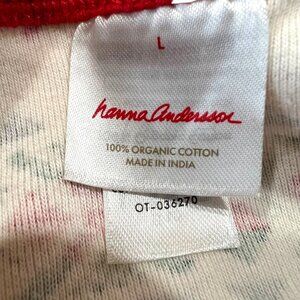 L
hanna andersson
100% ORGANIC COTTON
MADE IN INDIA
OT-036270